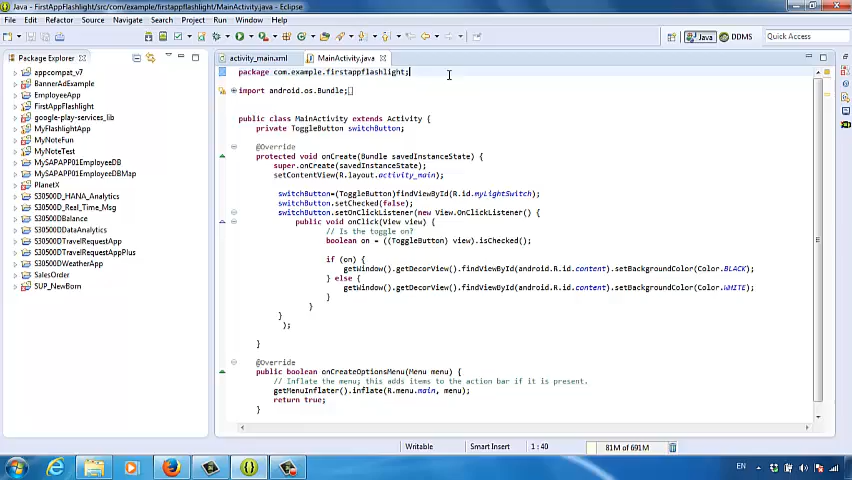 Java - FirstAppFlashlight/src/com/example/firstappflashlight/MainActivity.java - Eclipse
File Edit Refactor Source Navigate Search Project Run Window Help
Java DDMS Quick Access
Package Explorer
appcompat_v7
BannerAdExample
EmployeeApp
FirstAppFlashlight
google-play-services_lib
MyFlashlightApp
MyNoteFun
MyNoteTest
MySAPAPP01EmployeeDB
MySAPAPP01EmployeeDBMap
PlanetX
S30500D_HANA_Analytics
S30500D_Real_Time_Msg
S30500DBalance
S30500DDataAnalytics
S30500DTravelRequestApp
S30500DTravelRequestAppPlus
S30500DWeatherApp
SalesOrder
SUP_NewBorn
activity_main.xml MainActivity.java
package com.example.firstappflashlight;
import android.os.Bundle;
public class MainActivity extends Activity {
private ToggleButton switchButton;
@Override
protected void onCreate(Bundle savedInstanceState) {
super.onCreate(savedInstanceState);
setContentView(R.layout.activity_main);
switchButton=(ToggleButton)findViewById(R.id.myLightSwitch);
switchButton.setChecked(false);
switchButton.setOnClickListener(new View.OnClickListener() {
public void onClick(View view) {
// Is the toggle on?
boolean on = ((ToggleButton) view).isChecked();
if (on) {
getWindow().getDecorView().findViewById(android.R.id.content).setBackgroundColor(Color.BLACK);
} else {
getWindow().getDecorView().findViewById(android.R.id.content).setBackgroundColor(Color.WHITE);
}
}
}
);
}
@Override
public boolean onCreateOptionsMenu(Menu menu) {
// Inflate the menu; this adds items to the action bar if it is present.
getMenuInflater().inflate(R.menu.main, menu);
return true;
}
Writable Smart Insert 1 : 40 81M of 691M
EN 4:46 PM